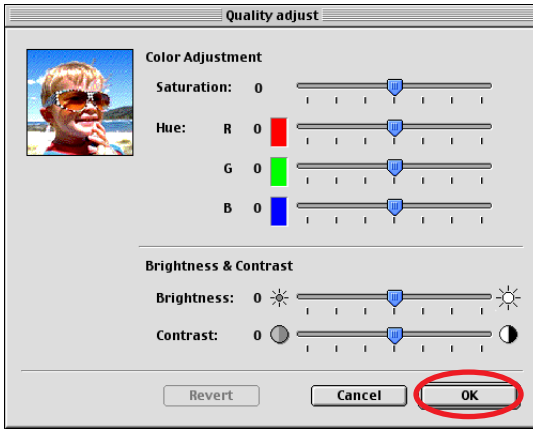 Quality adjust
Color Adjustment
Saturation: 0
Hue: R 0
G 0
B 0
Brightness & Contrast
Brightness: 0
Contrast: 0
Revert Cancel OK